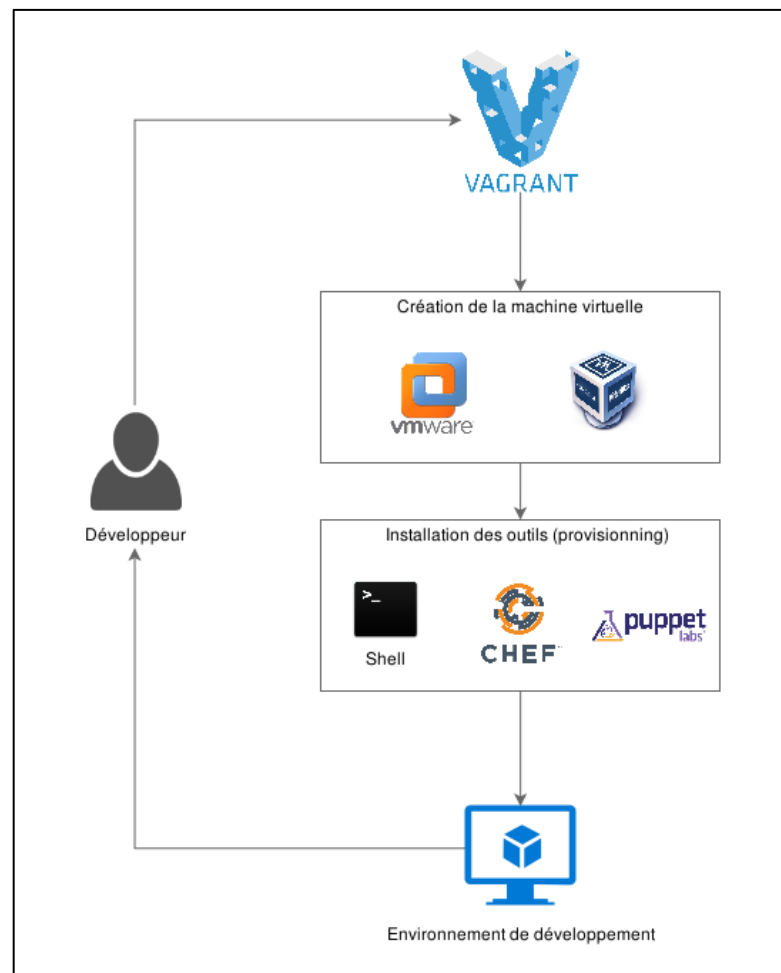 VAGRANT
Création de la machine virtuelle
vmware
Développeur
Installation des outils (provisionning)
>_
Shell
CHEF
puppet
labs
Environnement de développement